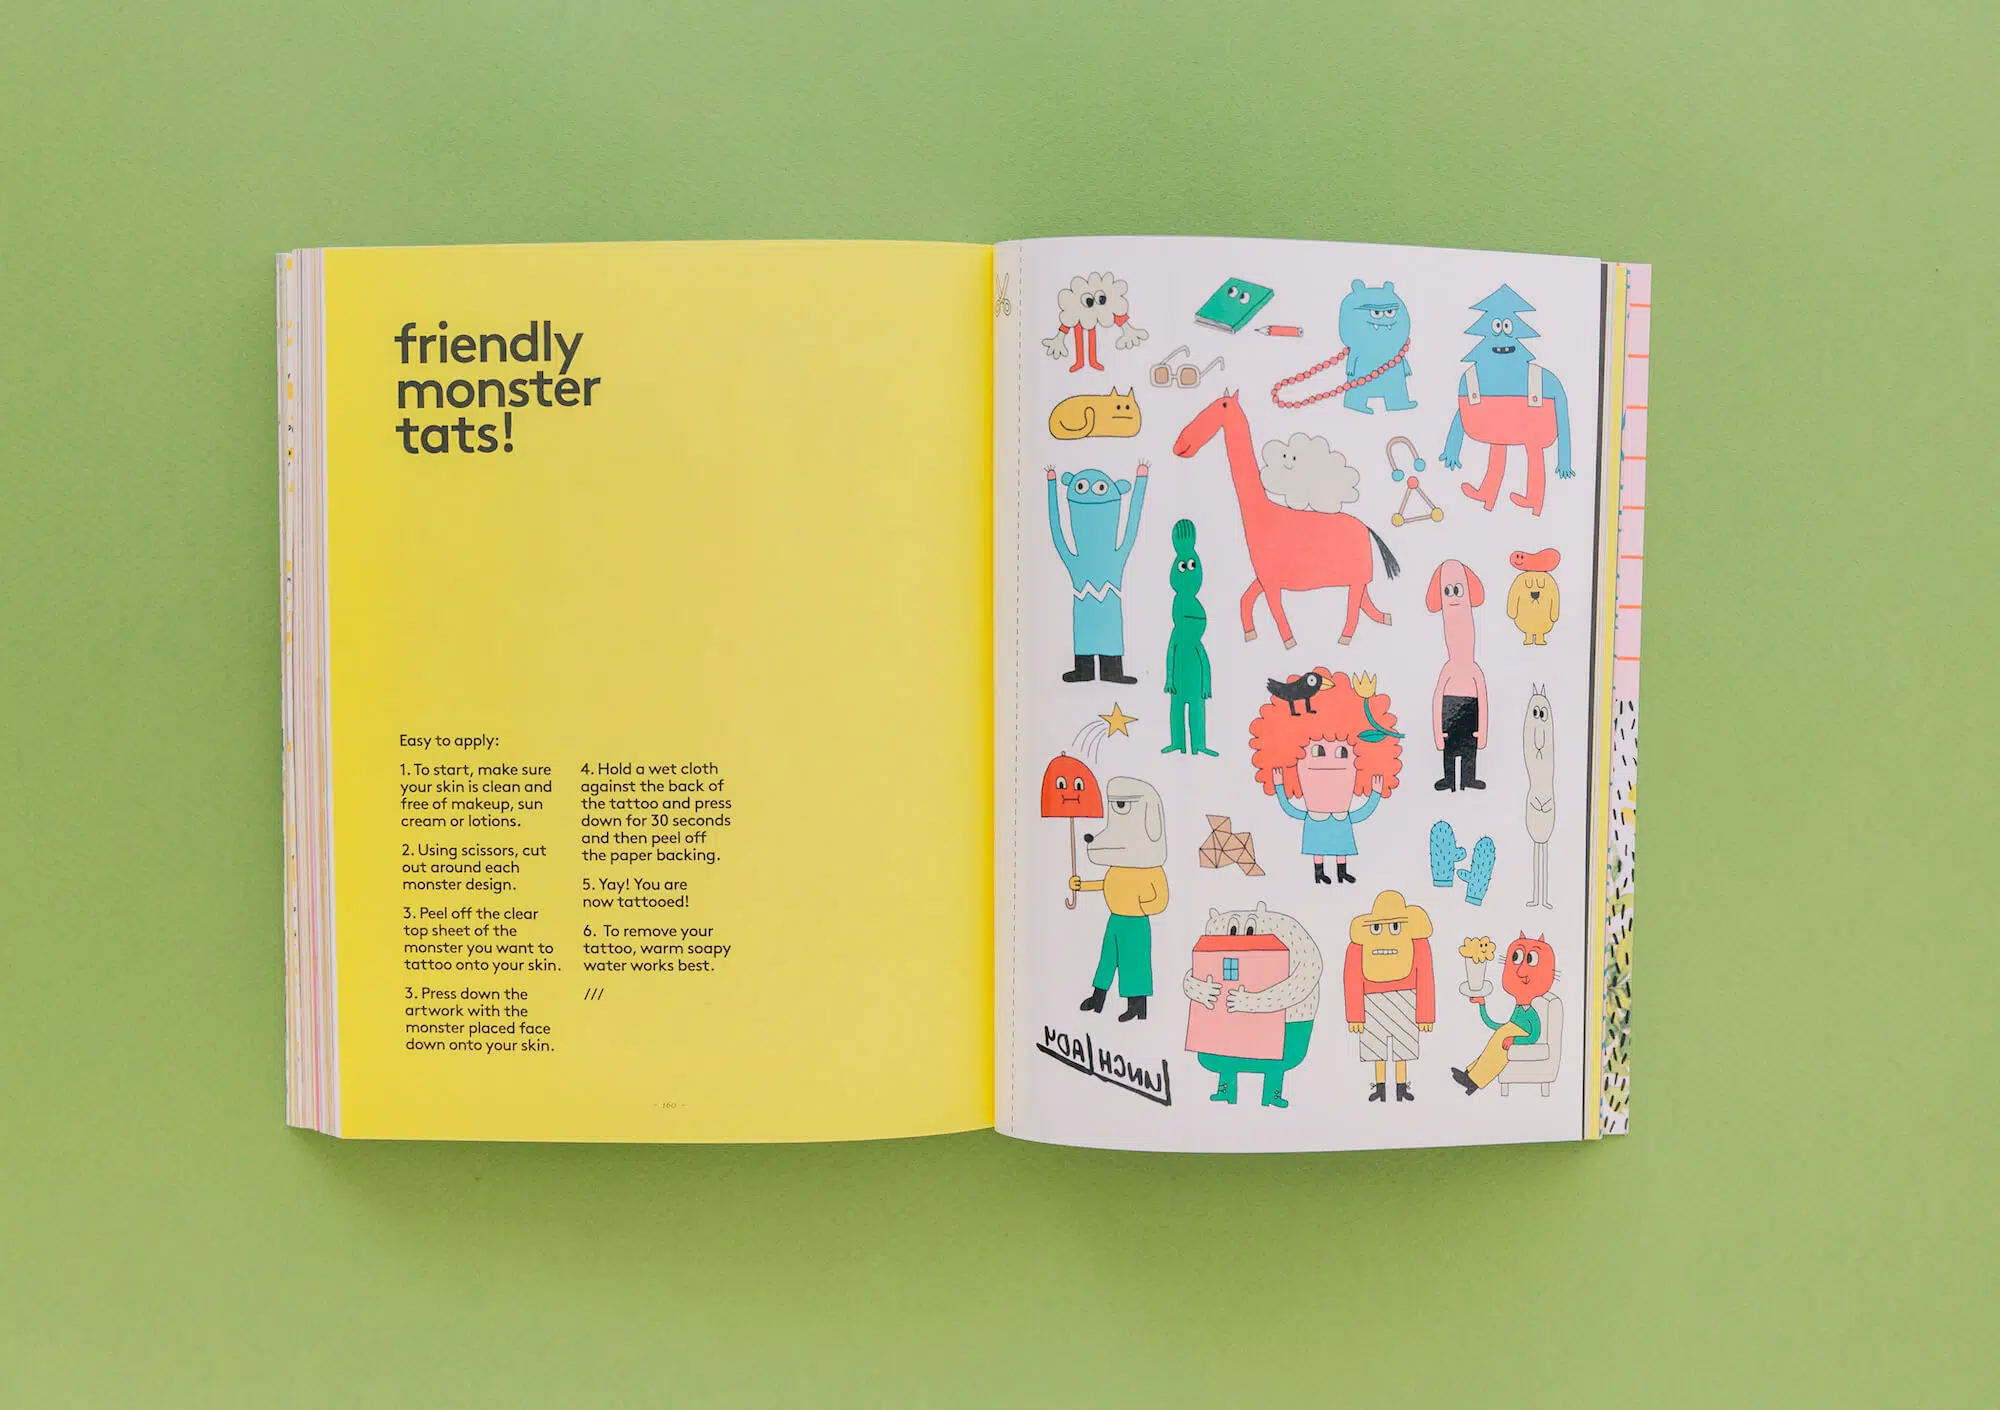 friendly
monster
tats!
Easy to apply:
1. To start, make sure
your skin is clean and
free of makeup, sun
cream or lotions.
2. Using scissors, cut
out around each
monster design.
3. Peel off the clear
top sheet of the
monster you want to
tattoo onto your skin.
3. Press down the
artwork with the
monster placed face
down onto your skin.
4. Hold a wet cloth
against the back of
the tattoo and press
down for 30 seconds
and then peel off
the paper backing.
5. Yay! You are
now tattooed!
6. To remove your
tattoo, warm soapy
water works best.
///
- 160 -
LUNCH LADY